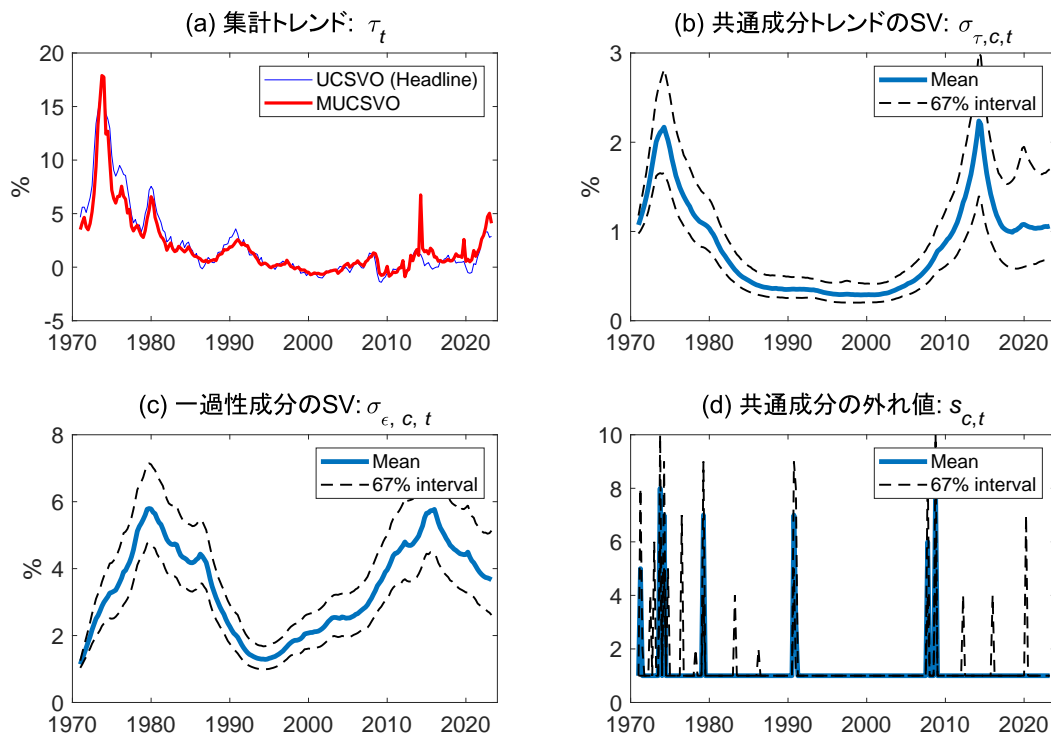 (a) 集計トレンド: τt
20
15
10
5
0
-5
%
UCSVO (Headline)
MUCSVO
1970 1980 1990 2000 2010 2020
(b) 共通成分トレンドのSV: στ,c,t
3
2
1
0
%
Mean
67% interval
1970 1980 1990 2000 2010 2020
(c) 一過性成分のSV: σϵ, c, t
8
6
4
2
0
%
Mean
67% interval
1970 1980 1990 2000 2010 2020
(d) 共通成分の外れ値: sc,t
10
8
6
4
2
0
Mean
67% interval
1970 1980 1990 2000 2010 2020